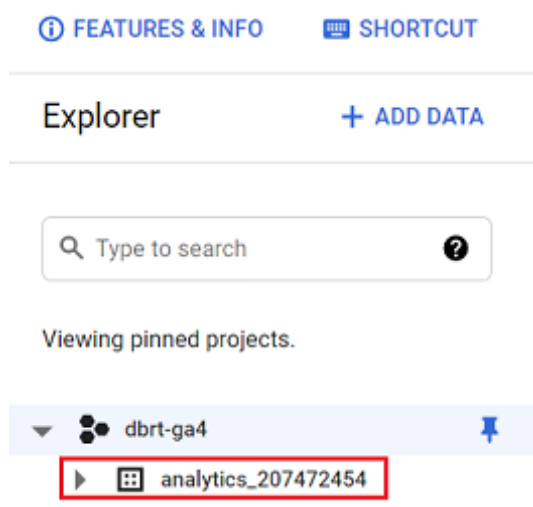 FEATURES & INFO SHORTCUT
Explorer + ADD DATA
Type to search
Viewing pinned projects.
dbrt-ga4
analytics_207472454